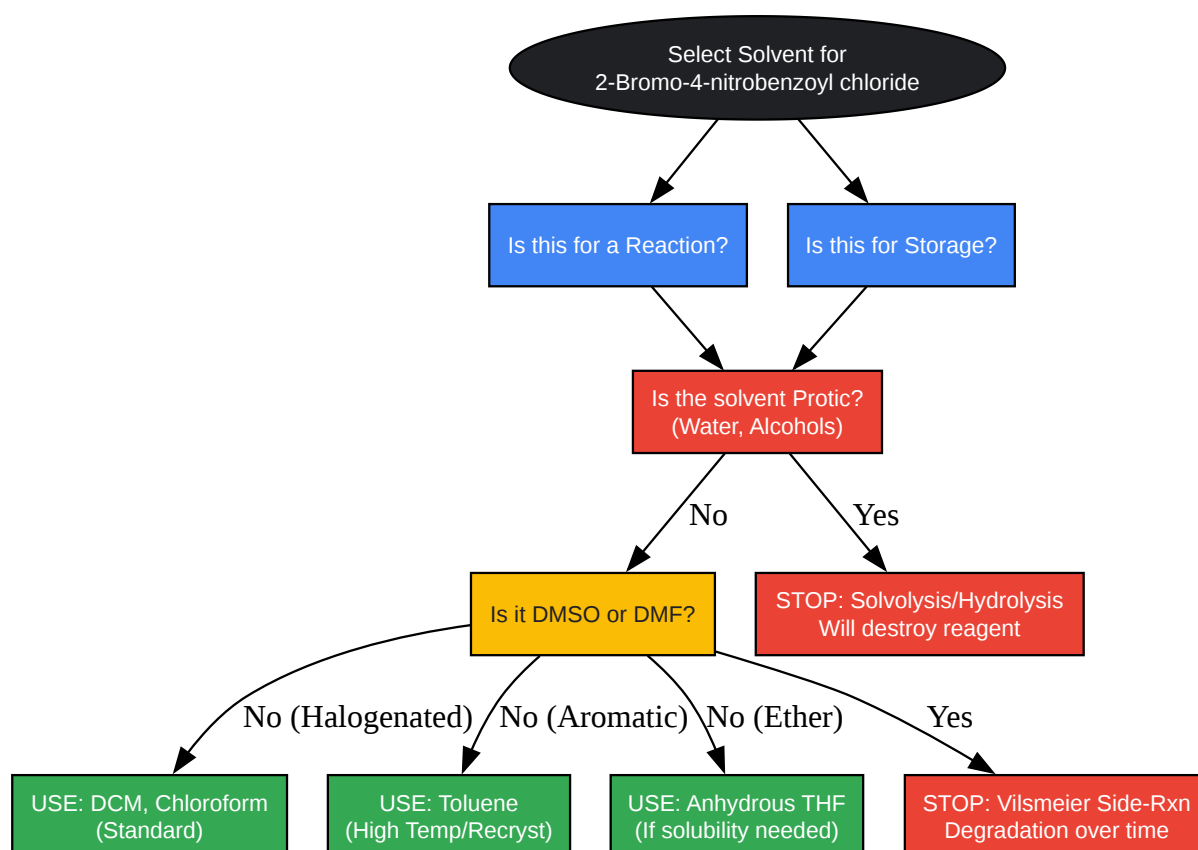 Select Solvent for
2-Bromo-4-nitrobenzoyl chloride
Is this for a Reaction?
Is this for Storage?
Is the solvent Protic?
(Water, Alcohols)
No
Yes
Is it DMSO or DMF?
STOP: Solvolysis/Hydrolysis
Will destroy reagent
No (Halogenated)
No (Aromatic)
No (Ether)
Yes
USE: DCM, Chloroform
(Standard)
USE: Toluene
(High Temp/Recryst)
USE: Anhydrous THF
(If solubility needed)
STOP: Vilsmeier Side-Rxn
Degradation over time